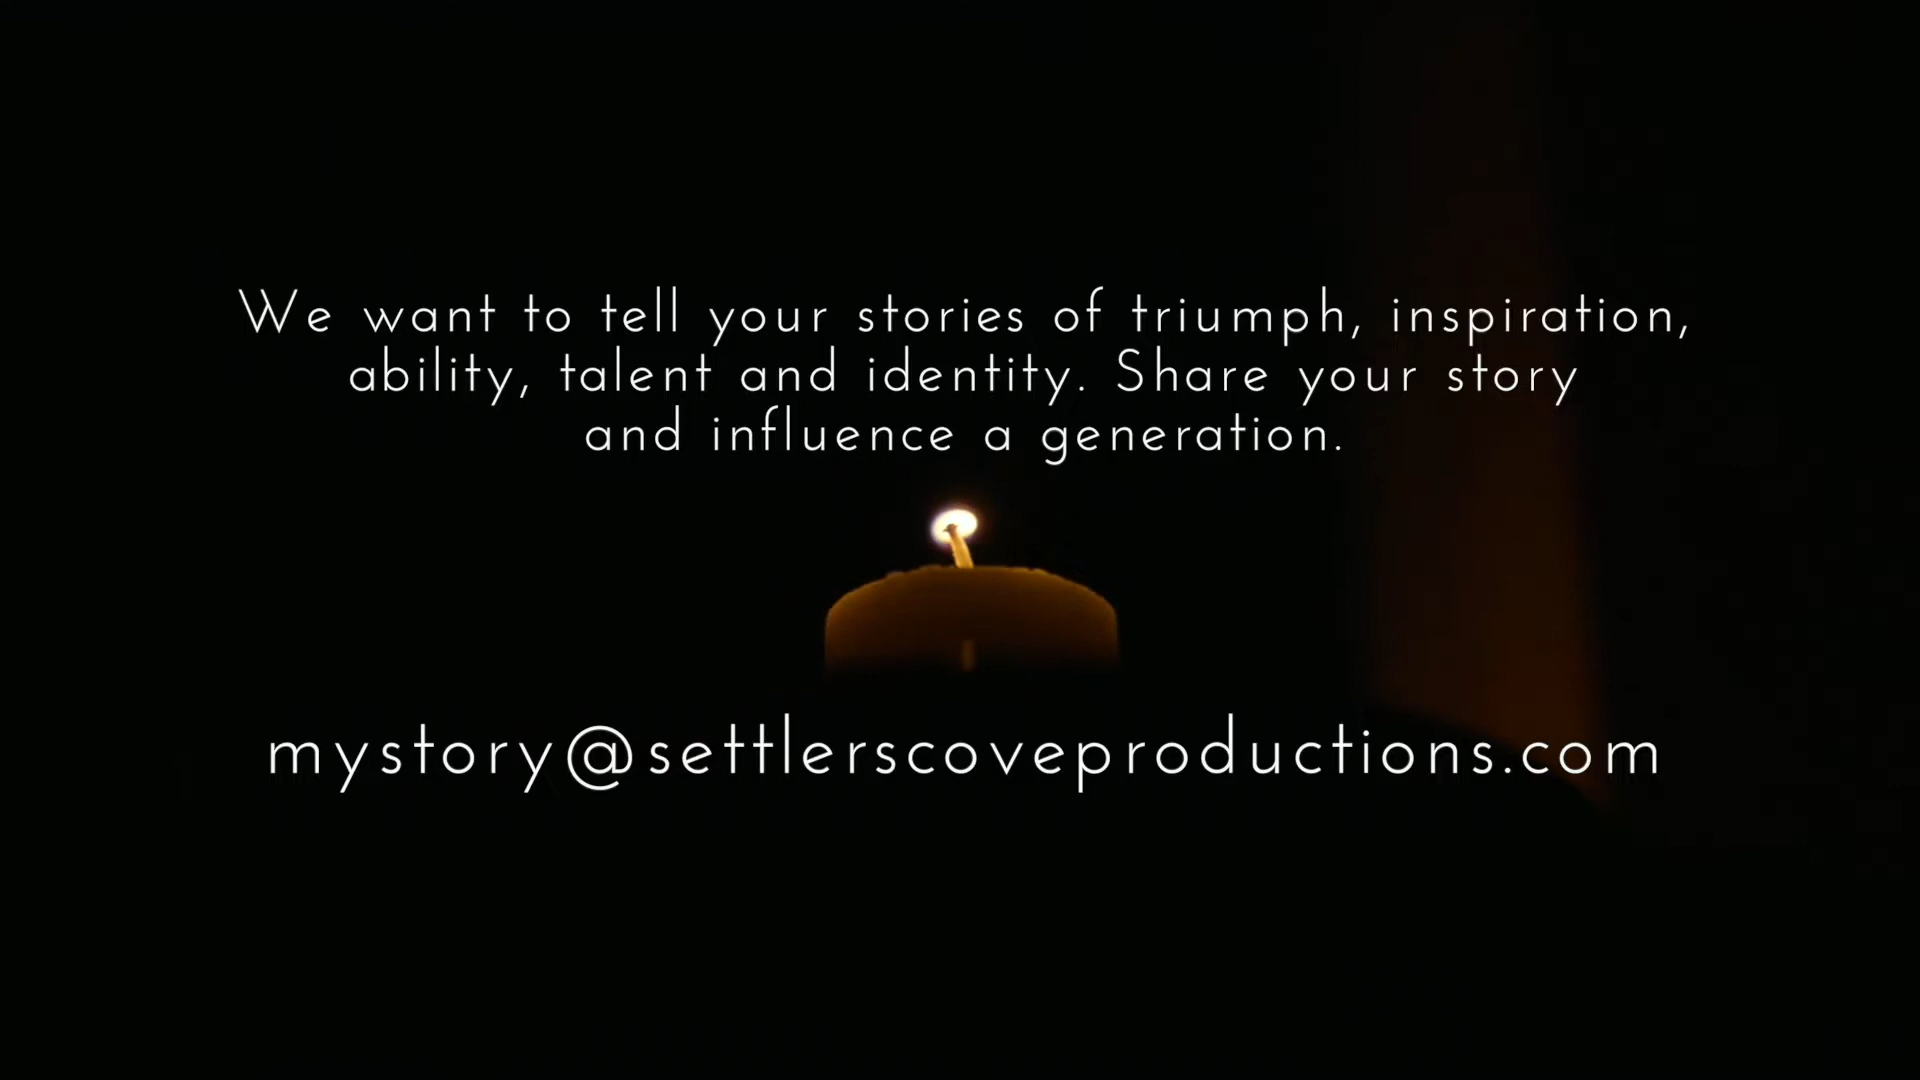 We want to tell your stories of triumph, inspiration,
ability, talent and identity. Share your story
and influence a generation.
mystory@settlerscoveproductions.com